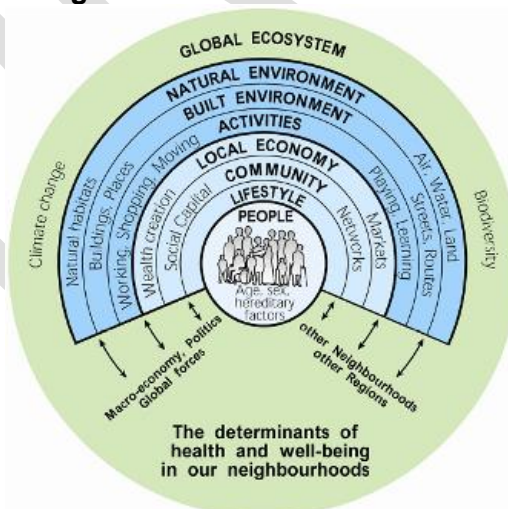 GLOBAL ECOSYSTEM
NATURAL ENVIRONMENT
BUILT ENVIRONMENT
ACTIVITIES
LOCAL ECONOMY
COMMUNITY
LIFESTYLE
PEOPLE
Age, sex,
hereditary
factors
Climate change
Natural habitats
Buildings, Places
Working, Shopping, Moving
Wealth creation
Social Capital
Networks
Markets
Playing, Learning
Streets, Routes
Air, Water, Land
Biodiversity
Macro-economy, Politics
Global forces
other Neighbourhoods
other Regions
The determinants of
health and well-being
in our neighbourhoods